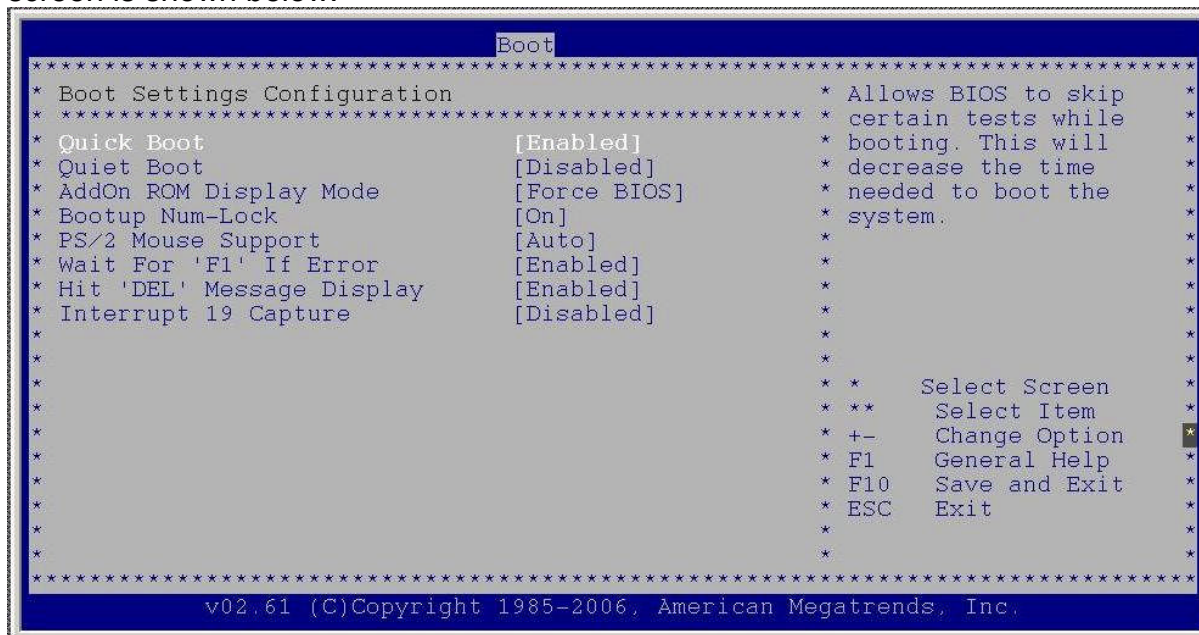 Boot
* Boot Settings Configuration * Allows BIOS to skip *
* *************************************************** * certain tests while *
* Quick Boot [Enabled] * booting. This will *
* Quiet Boot [Disabled] * decrease the time *
* AddOn ROM Display Mode [Force BIOS] * needed to boot the *
* Bootup Num-Lock [On] * system. *
* PS/2 Mouse Support [Auto] * *
* Wait For 'F1' If Error [Enabled] * *
* Hit 'DEL' Message Display [Enabled] * *
* Interrupt 19 Capture [Disabled] * *
* * *
* * *
* * * Select Screen *
* * ** Select Item *
* * +- Change Option *
* * F1 General Help *
* * F10 Save and Exit *
* * ESC Exit *
* * *
* * *
v02.61 (C)Copyright 1985-2006, American Megatrends, Inc.